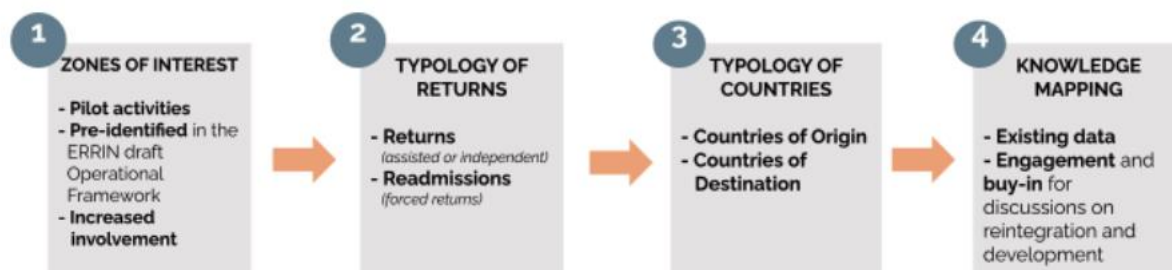 1
ZONES OF INTEREST
- Pilot activities
- Pre-identified in the
ERRIN draft
Operational
Framework
- Increased
involvement
2
TYPOLOGY OF
RETURNS
- Returns
(assisted or independent)
- Readmissions
(forced returns)
3
TYPOLOGY OF
COUNTRIES
- Countries of Origin
- Countries of
Destination
4
KNOWLEDGE
MAPPING
- Existing data
- Engagement and
buy-in for
discussions on
reintegration and
development